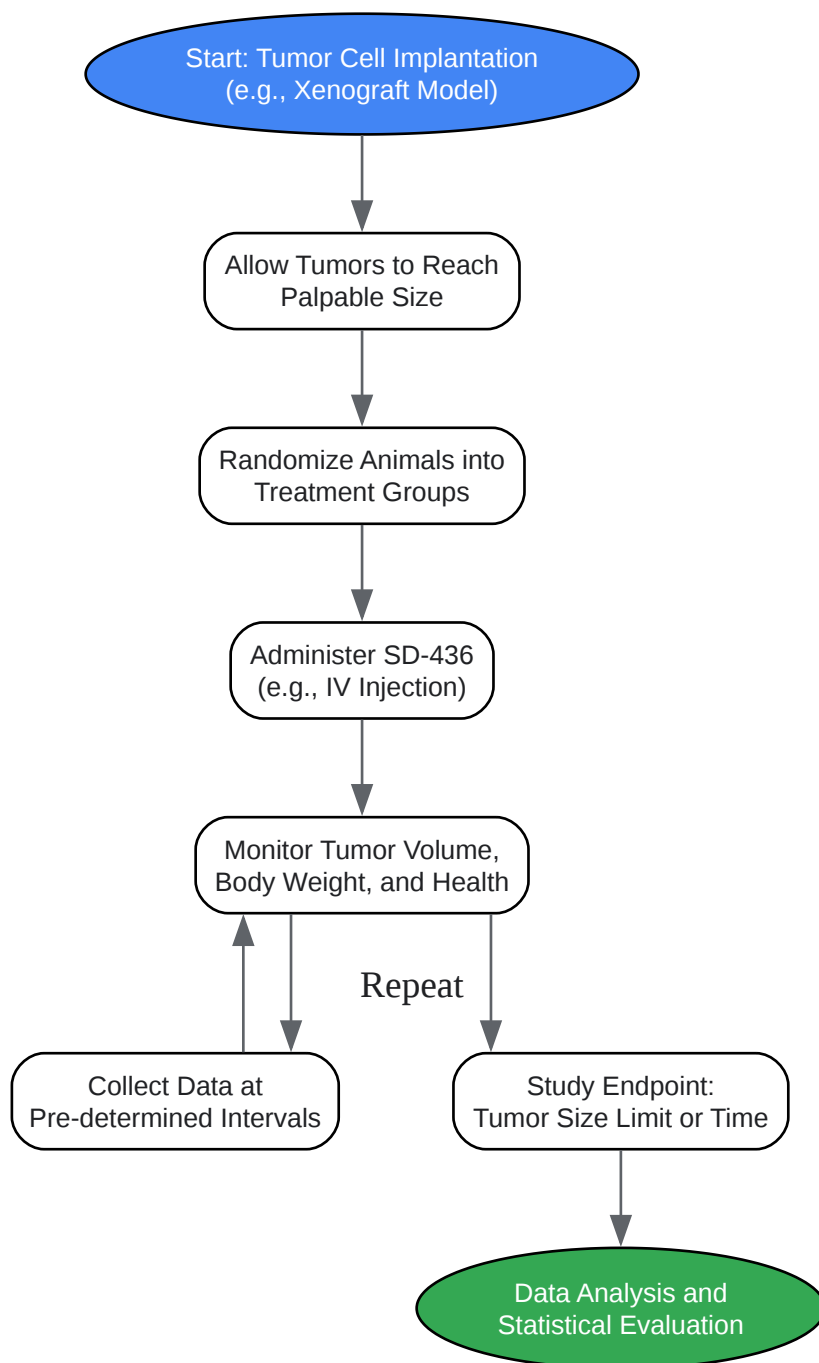 Start: Tumor Cell Implantation
(e.g., Xenograft Model)
Allow Tumors to Reach
Palpable Size
Randomize Animals into
Treatment Groups
Administer SD-436
(e.g., IV Injection)
Monitor Tumor Volume,
Body Weight, and Health
Repeat
Collect Data at
Pre-determined Intervals
Study Endpoint:
Tumor Size Limit or Time
Data Analysis and
Statistical Evaluation